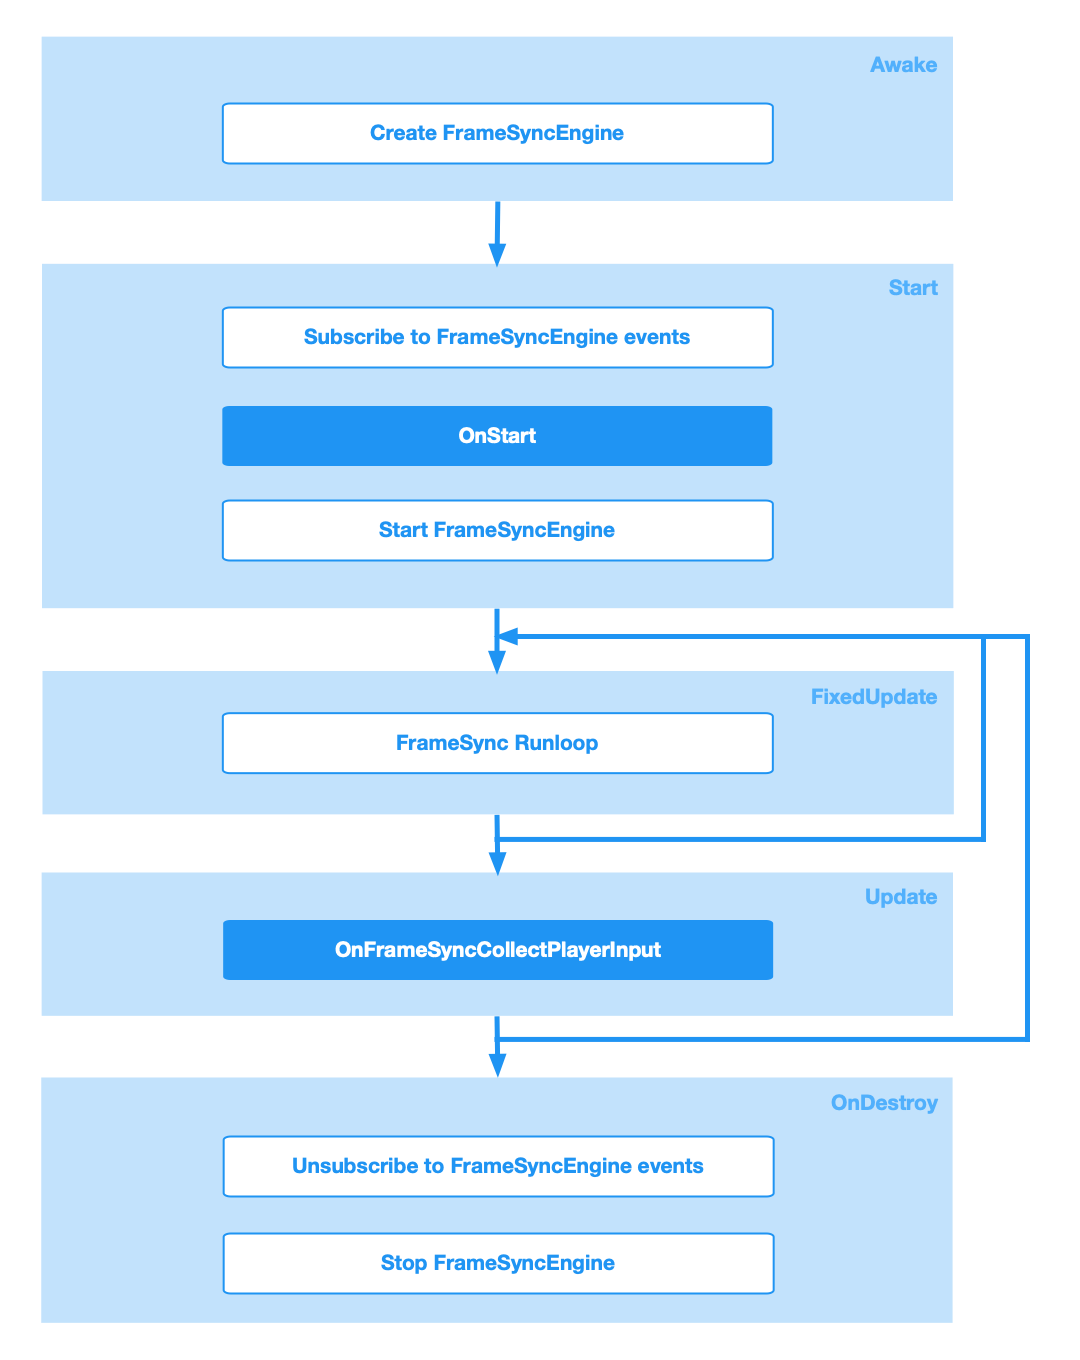 Awake
Create FrameSyncEngine
Start
Subscribe to FrameSyncEngine events
OnStart
Start FrameSyncEngine
FixedUpdate
FrameSync Runloop
Update
OnFrameSyncCollectPlayerInput
OnDestroy
Unsubscribe to FrameSyncEngine events
Stop FrameSyncEngine